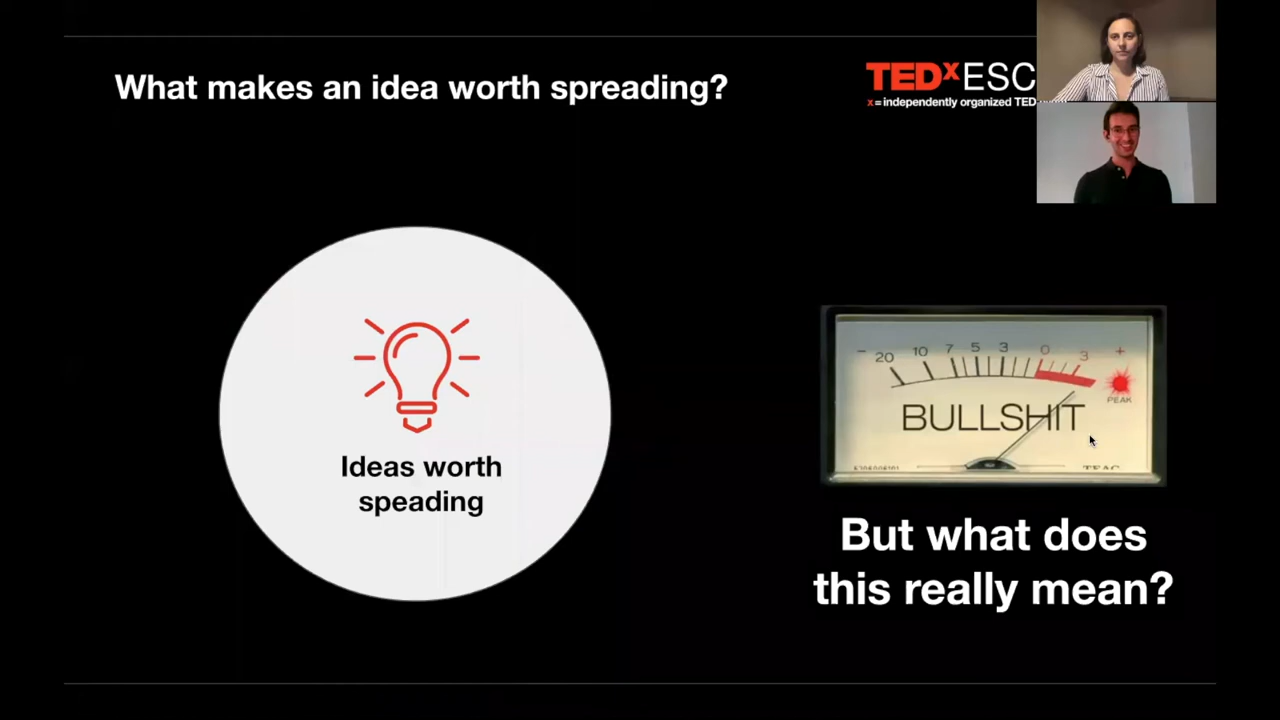 What makes an idea worth spreading?
TEDxESC
x = independently organized TED
- 20 10 7 5 3 0 3 +
PEAK
BULLSHIT
TEAC
Ideas worth
speading
But what does
this really mean?